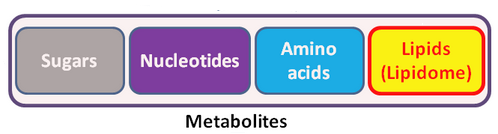 Sugars
Nucleotides
Amino
acids
Lipids
(Lipidome)
Metabolites